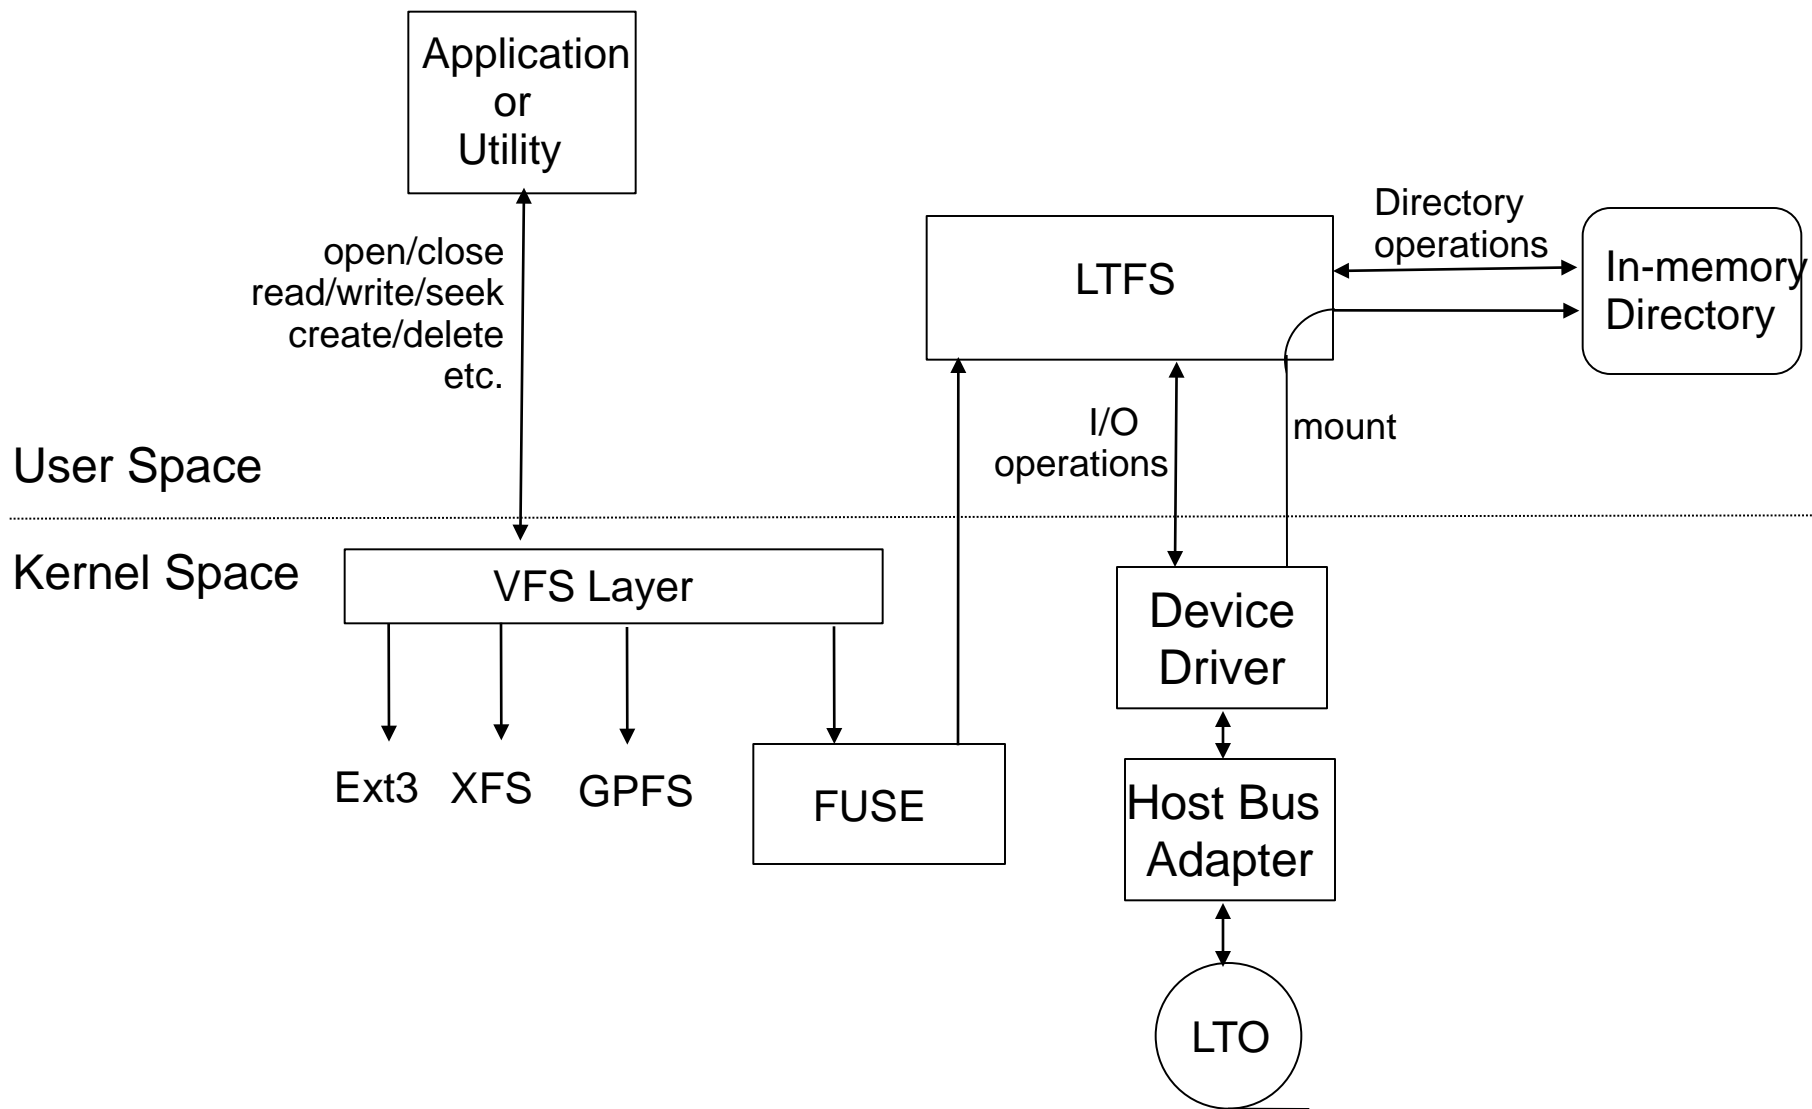 Application
or
Utility
open/close
read/write/seek
create/delete
etc.
LTFS
Directory
operations
In-memory
Directory
I/O
operations
mount
User Space
Kernel Space
VFS Layer
Device
Driver
Ext3
XFS
GPFS
FUSE
Host Bus
Adapter
LTO